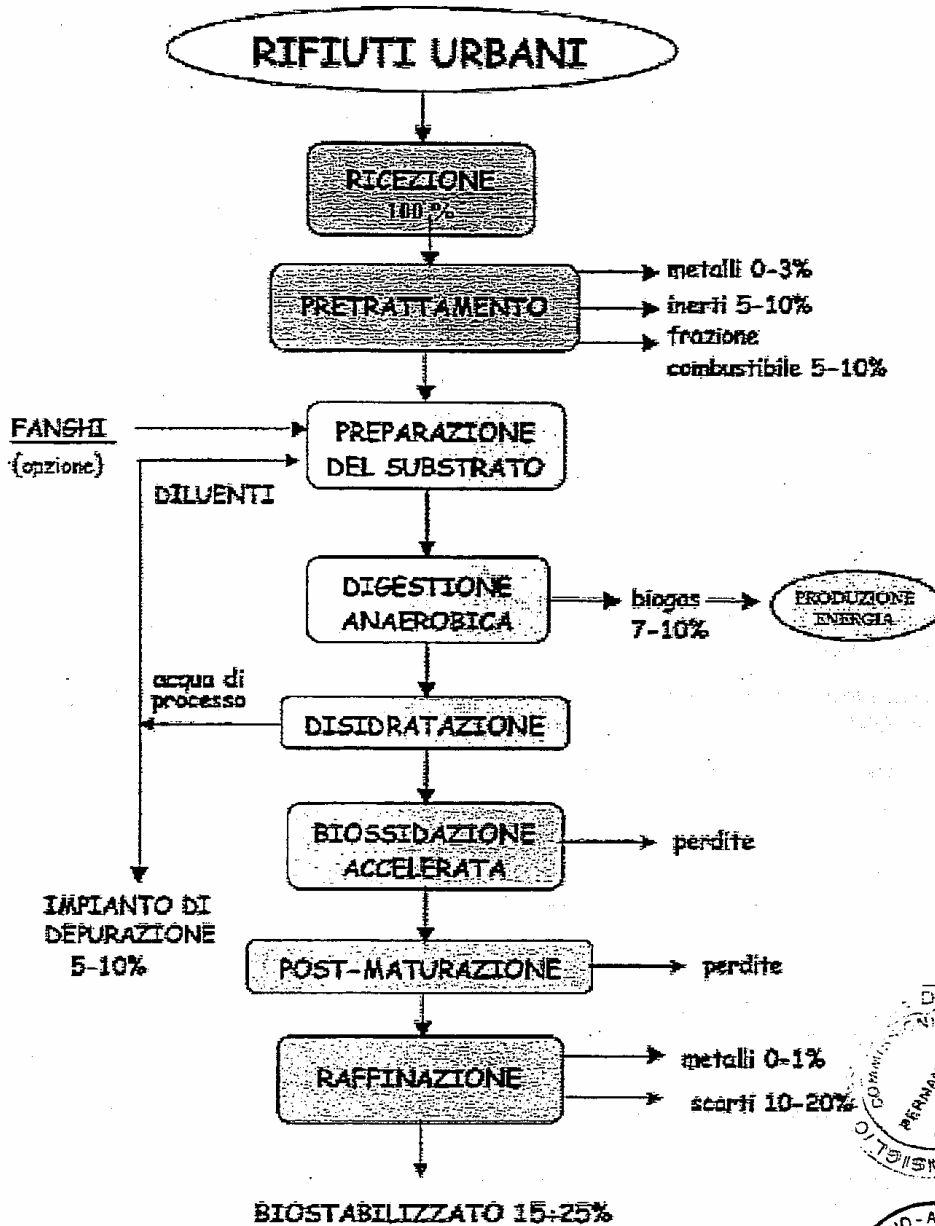 RIFIUTI URBANI
RICEZIONE
100 %
PRETRATTAMENTO
metalli 0-3%
inerti 5-10%
frazione
combustibile 5-10%
FANGHI
(opzione)
DILUENTI
PREPARAZIONE
DEL SUBSTRATO
DIGESTIONE
ANAEROBICA
biogas
7-10%
PRODUZIONE
ENERGIA
acqua di
processo
DISIDRATAZIONE
BIOSSIDAZIONE
ACCELERATA
perdite
IMPIANTO DI
DEPURAZIONE
5-10%
POST-MATURAZIONE
perdite
RAFFINAZIONE
metalli 0-1%
scarti 10-20%
BIOSTABILIZZATO 15÷25%